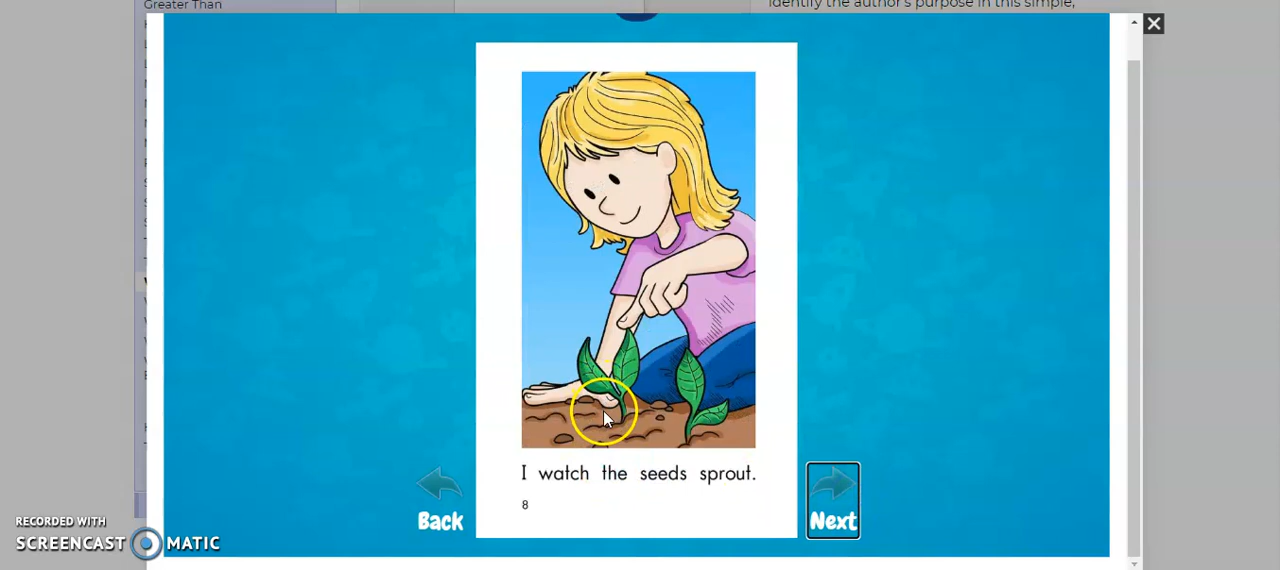 Greater Than
identify the author's purpose in this simple,
I watch the seeds sprout.
8
Back
Next
RECORDED WITH
SCREENCAST MATIC